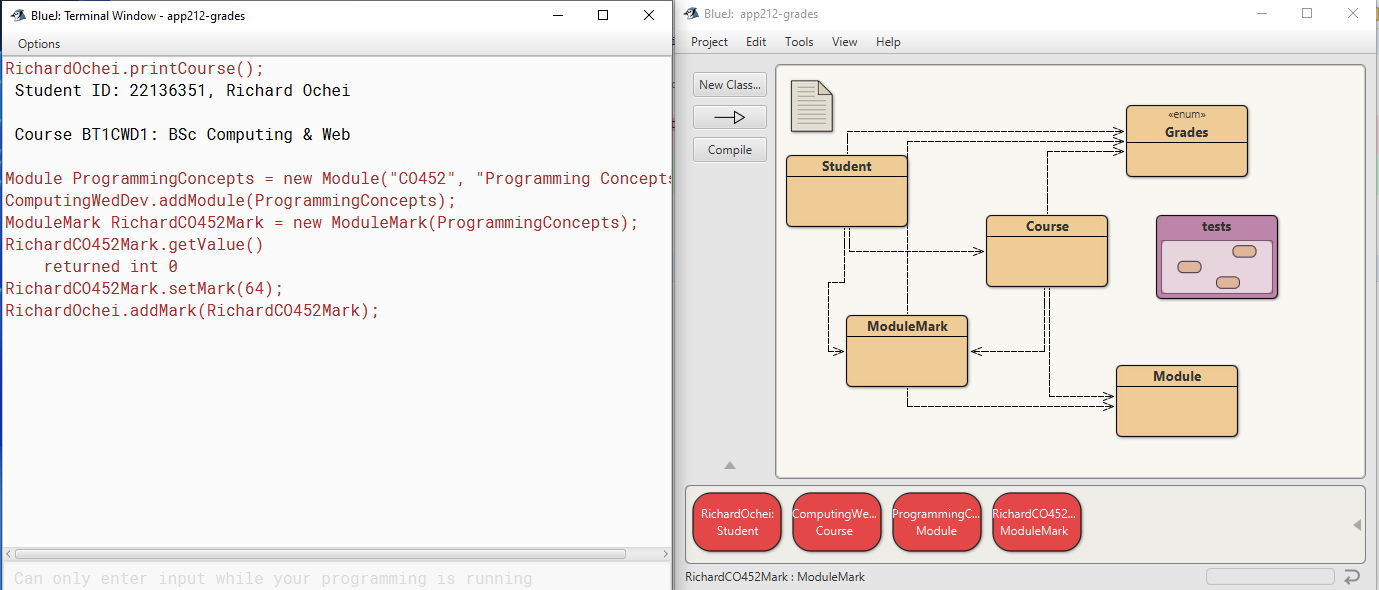 BlueJ: Terminal Window - app212-grades
Options
RichardOchei.printCourse();
Student ID: 22136351, Richard Ochei
Course BT1CWD1: BSc Computing & Web
Module ProgrammingConcepts = new Module("CO452", "Programming Concepts
ComputingWedDev.addModule(ProgrammingConcepts);
ModuleMark RichardCO452Mark = new ModuleMark(ProgrammingConcepts);
RichardCO452Mark.getValue()
returned int 0
RichardCO452Mark.setMark(64);
RichardOchei.addMark(RichardCO452Mark);
Can only enter input while your programming is running
BlueJ: app212-grades
Project Edit Tools View Help
New Class...
Compile
«enum»
Grades
Student
Course
tests
ModuleMark
Module
RichardOchei:
Student
ComputingWe...
Course
ProgrammingC...
Module
RichardCO452...
ModuleMark
RichardCO452Mark : ModuleMark